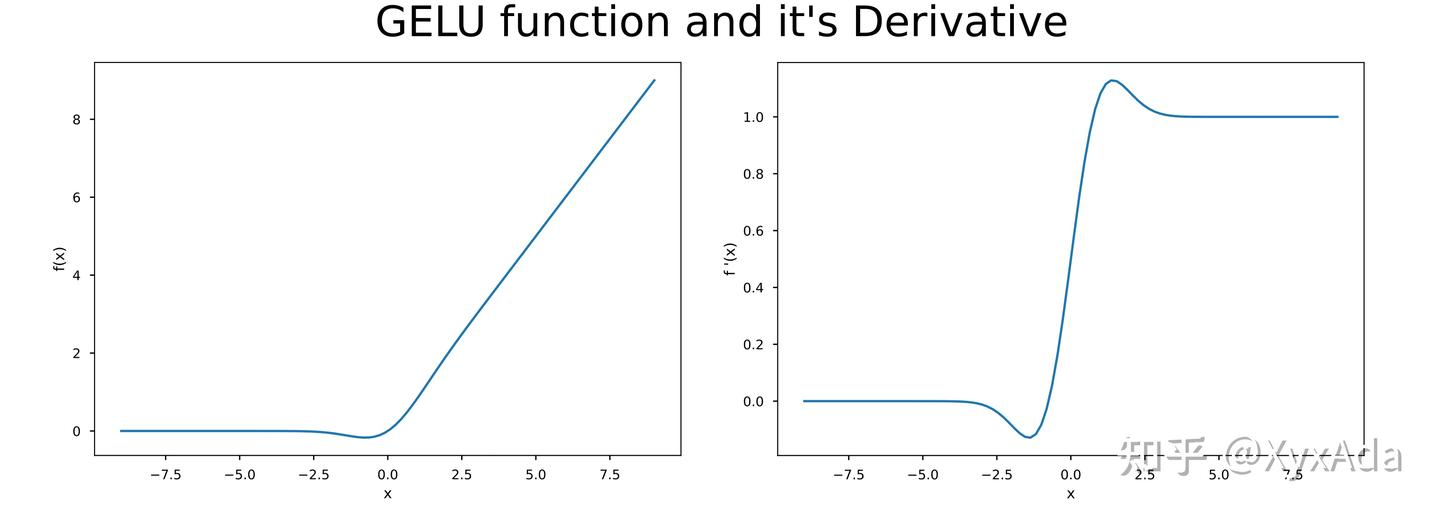 GELU function and it's Derivative
8
6
4
2
0
f(x)
−7.5 −5.0 −2.5 0.0 2.5 5.0 7.5
x
1.0
0.8
0.6
0.4
0.2
0.0
f '(x)
−7.5 −5.0 −2.5 0.0 2.5 5.0 7.5
x
知乎 @XyxAda